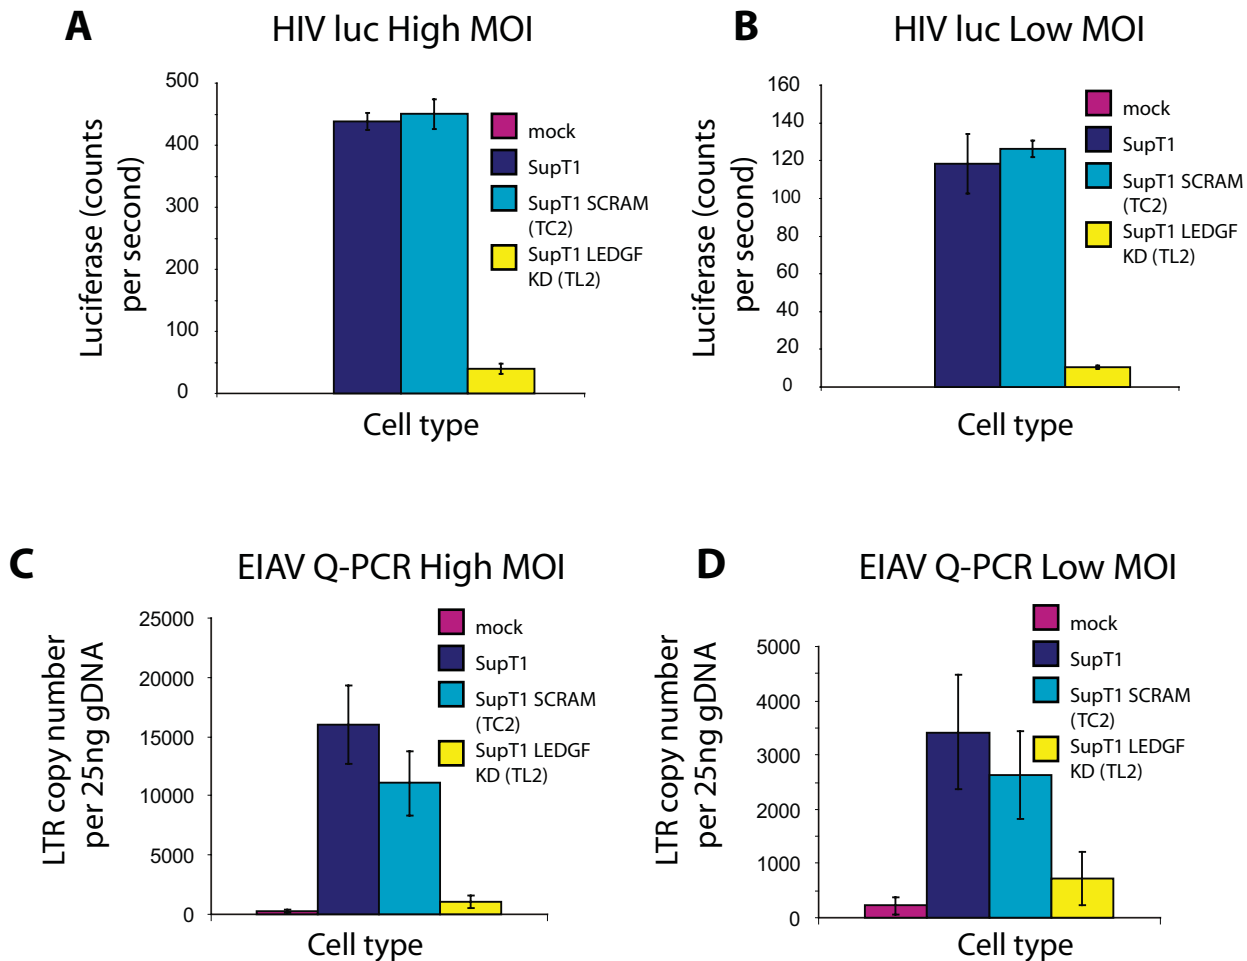 A
HIV luc High MOI
Luciferase (counts
per second)
500
400
300
200
100
0
mock
SupT1
SupT1 SCRAM
(TC2)
SupT1 LEDGF
KD (TL2)
Cell type
B
HIV luc Low MOI
Luciferase (counts
per second)
160
140
120
100
80
60
40
20
0
mock
SupT1
SupT1 SCRAM
(TC2)
SupT1 LEDGF
KD (TL2)
Cell type
C
EIAV Q-PCR High MOI
LTR copy number
per 25ng gDNA
25000
20000
15000
10000
5000
0
mock
SupT1
SupT1 SCRAM
(TC2)
SupT1 LEDGF
KD (TL2)
Cell type
D
EIAV Q-PCR Low MOI
LTR copy number
per 25ng gDNA
5000
4000
3000
2000
1000
0
mock
SupT1
SupT1 SCRAM
(TC2)
SupT1 LEDGF
KD (TL2)
Cell type